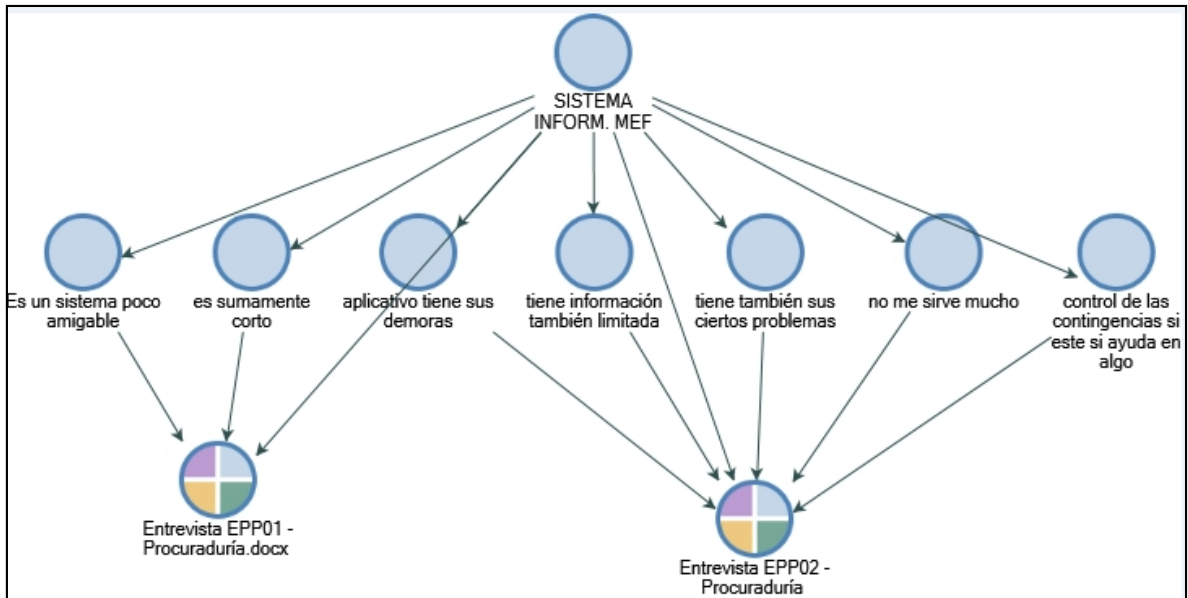 SISTEMA
INFORM. MEF
Es un sistema poco
amigable
es sumamente
corto
aplicativo tiene sus
demoras
tiene información
también limitada
tiene también sus
ciertos problemas
no me sirve mucho
control de las
contingencias si
este si ayuda en
algo
Entrevista EPP01 -
Procuraduría.docx
Entrevista EPP02 -
Procuraduría